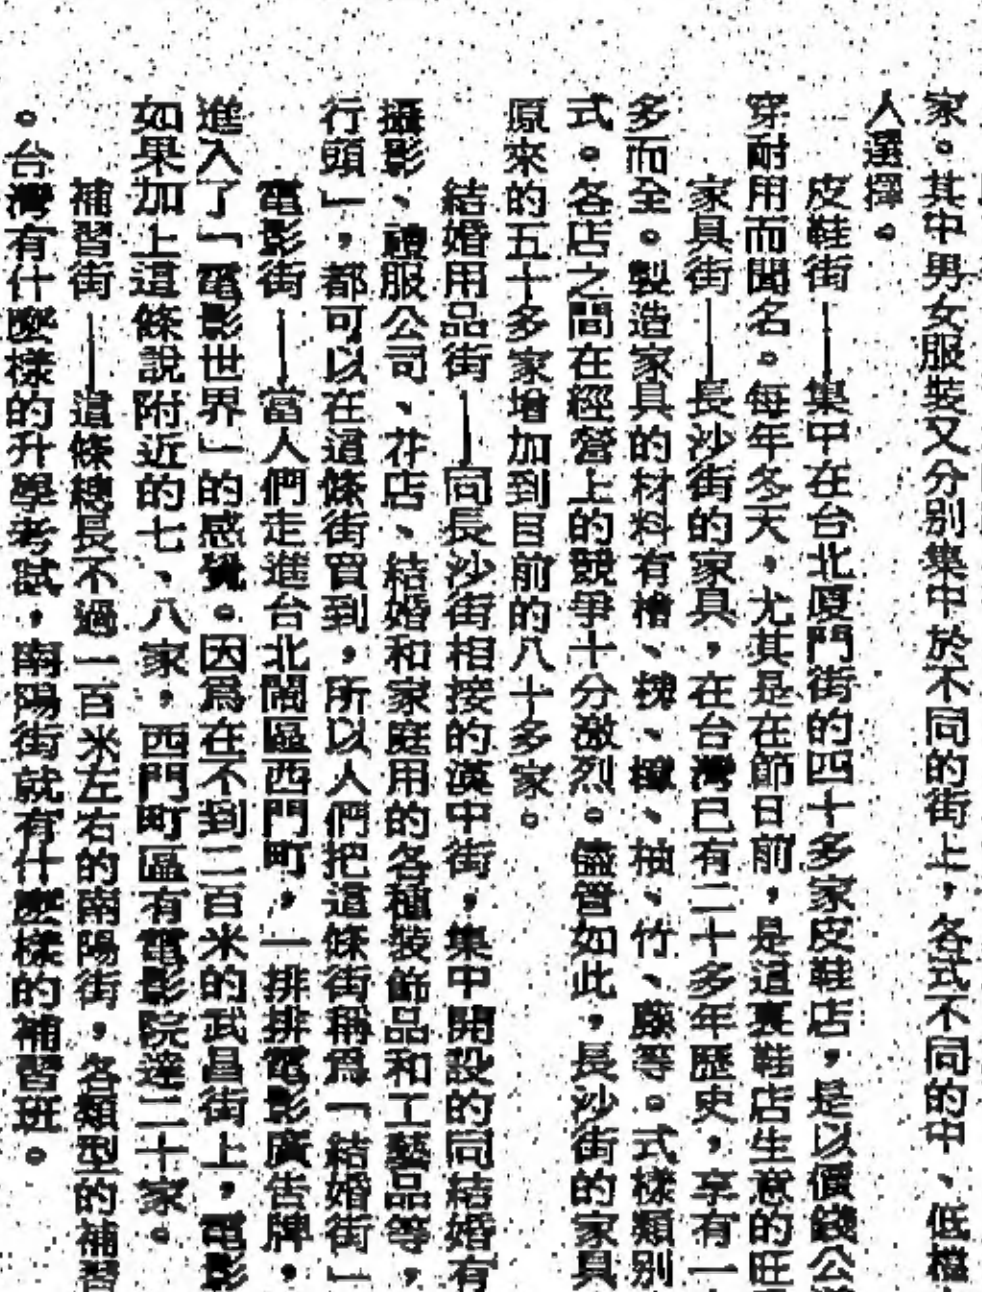 家。其中男女服裝又分別集中於不同的街上，各式不同的中、低檔
人選擇。
皮鞋街——集中在台北厦門街的四十多家皮鞋店，是以價錢公道
穿耐用而聞名。每年冬天，尤其是在節日前，是這裏鞋店生意的旺
家具街——長沙街的家具，在台灣已有二十多年歷史，享有一
多而全。製造家具的材料有檜、柚、竹、藤等。式樣類別
式。各店之間在經營上的競爭十分激烈。儘管如此，長沙街的家具
原來的五十多家增加到目前的八十多家。
結婚用品街——同長沙街相接的漢中街，集中開設的同結婚有
攝影、禮服公司、花店、結婚和家庭用的各種裝飾品和工藝品等，
行頭」，都可以在這條街買到，所以人們把這條街稱爲「結婚街」
電影街——當人們走進台北鬧區西門町，一排排電影廣告牌，
進入了「電影世界」的感覺。因爲在不到二百米的武昌街上，電影
如果加上這條說附近的七、八家，西門町區有電影院達二十家。
補習街——這條總長不過一百米左右的南陽街，各類型的補習
。台灣有什麼樣的升學考試，南陽街就有什麼樣的補習班。